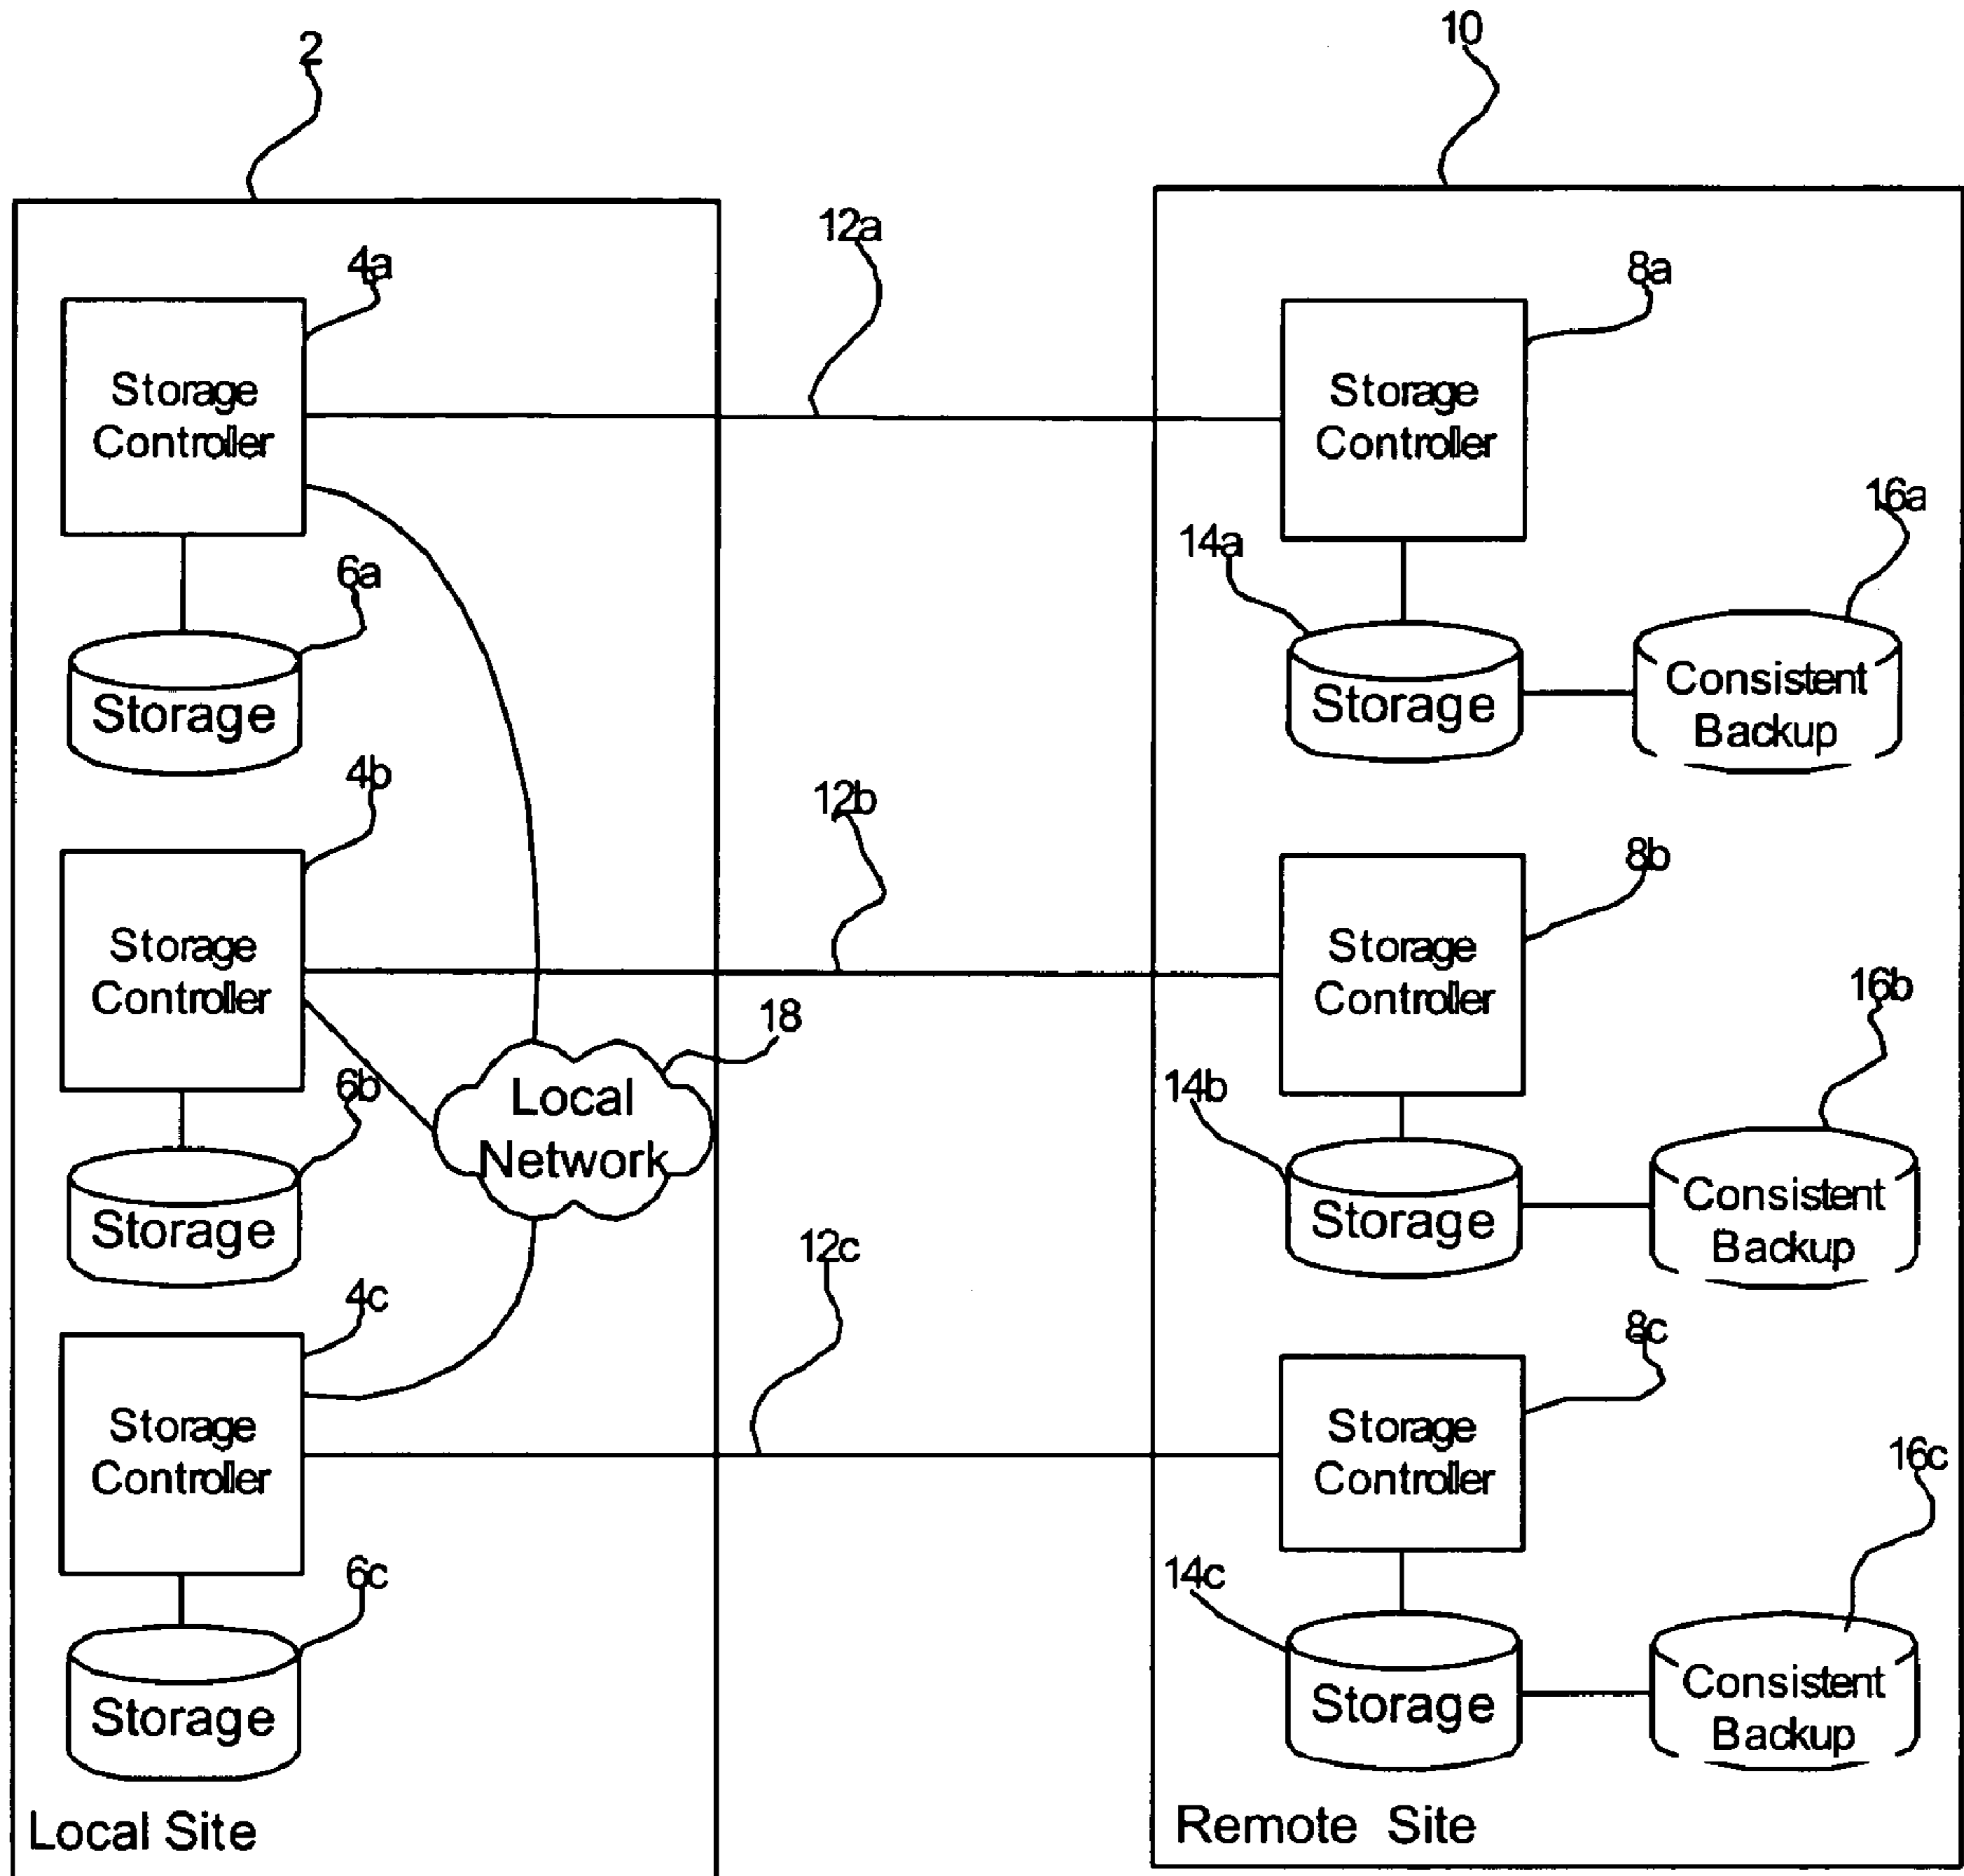 2
10
12a
4a
8a
Storage
Controller
Storage
Controller
16a
14a
6a
Storage
Storage
Consistent
Backup
4b
12b
8b
Storage
Controller
Storage
Controller
16b
18
6b
Local
Network
14b
Storage
Storage
Consistent
Backup
12c
4c
8c
Storage
Controller
Storage
Controller
16c
6c
14c
Storage
Storage
Consistent
Backup
Local Site
Remote Site